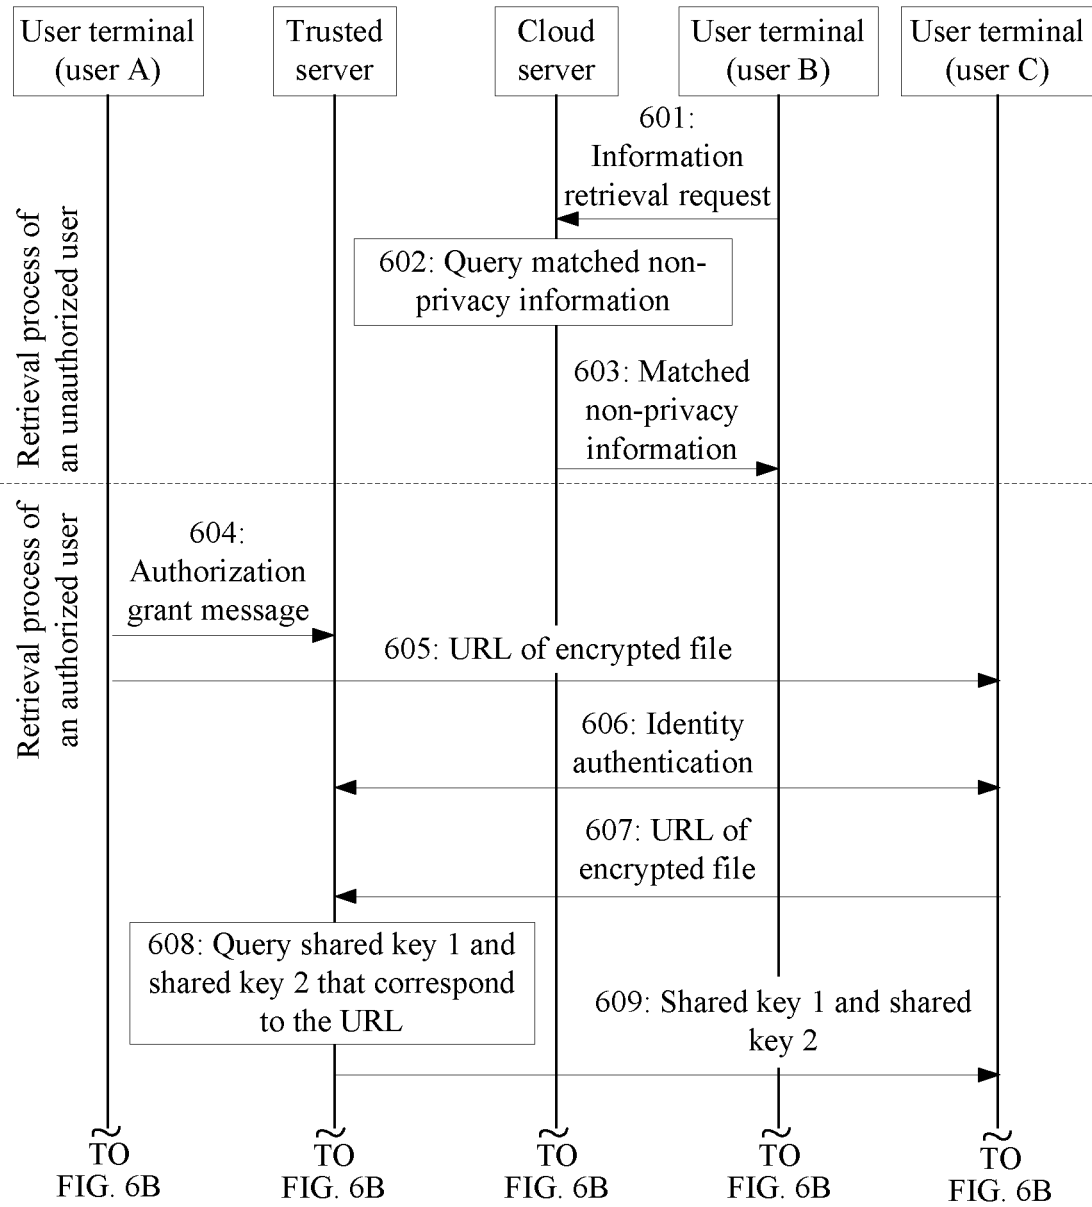 User terminal
(user A)
Trusted
server
Cloud
server
User terminal
(user B)
User terminal
(user C)
Retrieval process of
an unauthorized user
601:
Information
retrieval request
602: Query matched non-
privacy information
603: Matched
non-privacy
information
Retrieval process of
an authorized user
604:
Authorization
grant message
605: URL of encrypted file
606: Identity
authentication
607: URL of
encrypted file
608: Query shared key 1 and
shared key 2 that correspond
to the URL
609: Shared key 1 and shared
key 2
TO
FIG. 6B
TO
FIG. 6B
TO
FIG. 6B
TO
FIG. 6B
TO
FIG. 6B